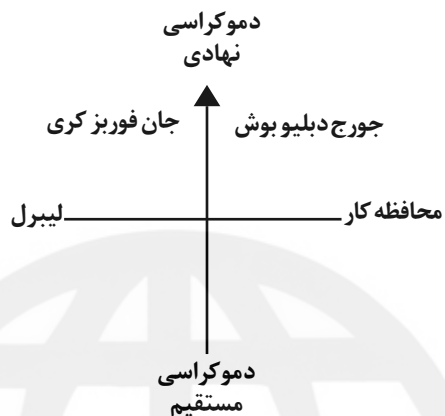 دموکراسی
نهادی
جورج دبلیو بوش
جان فوربز کری
محافظه کار
لیبرل
دموکراسی
مستقیم